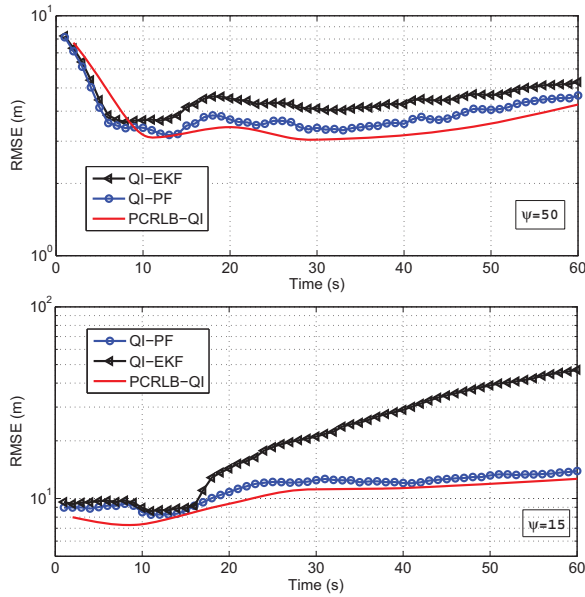 10^1
RMSE (m)
QI-EKF
QI-PF
PCRLB-QI
ψ=50
10^0
0 10 20 30 40 50 60
Time (s)
10^2
QI-PF
QI-EKF
PCRLB-QI
RMSE (m)
10^1
ψ=15
0 10 20 30 40 50 60
Time (s)